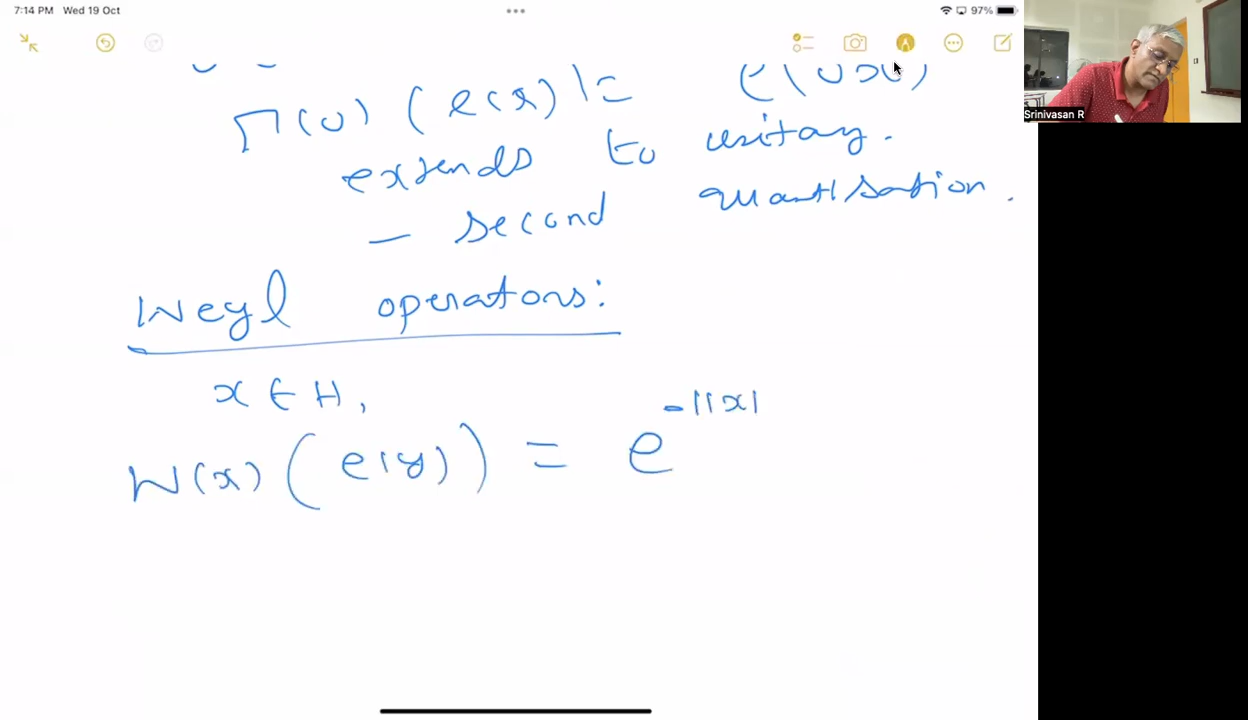 7:14 PM Wed 19 Oct
97%
Srinivasan R
Γ(U) (e(x)) = e(Ux)
extends to unitary.
— second quantisation.
Weyl operators:
x ∈ H,
W(x) (e(y)) = e^{-||x|